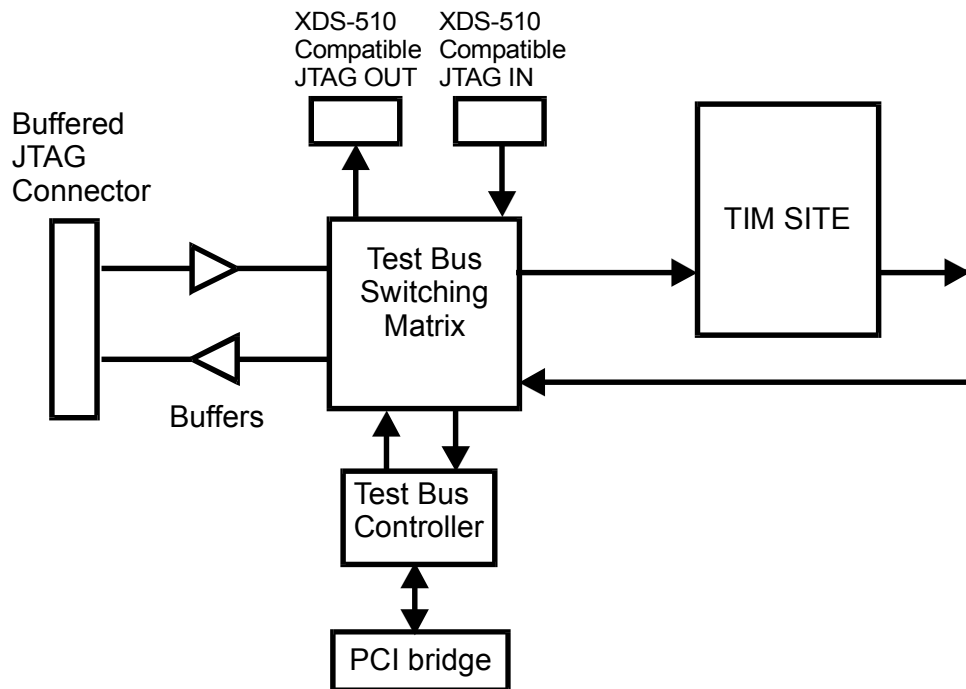 XDS-510
Compatible
JTAG OUT
XDS-510
Compatible
JTAG IN
Buffered
JTAG
Connector
TIM SITE
Test Bus
Switching
Matrix
Buffers
Test Bus
Controller
PCI bridge